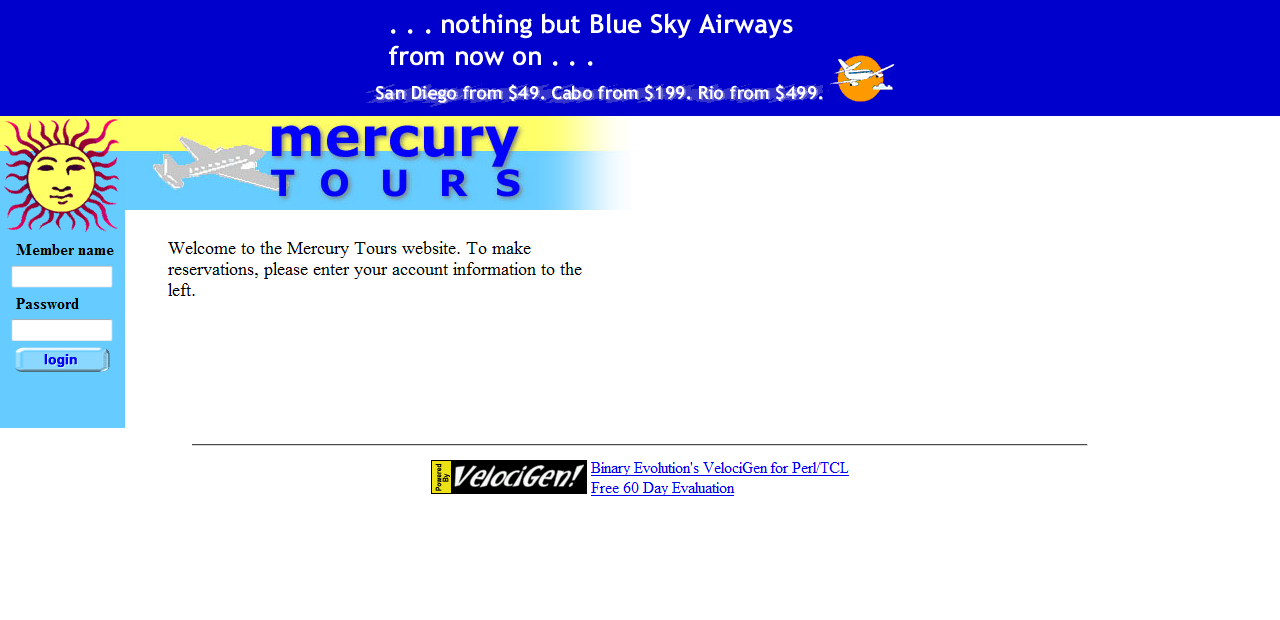 . . . nothing but Blue Sky Airways
from now on . . .
San Diego from $49. Cabo from $199. Rio from $499.
mercury
TOURS
Member name
Password
login
Welcome to the Mercury Tours website. To make
reservations, please enter your account information to the
left.
Powered
By
VelociGen!
Binary Evolution's VelociGen for Perl/TCL
Free 60 Day Evaluation